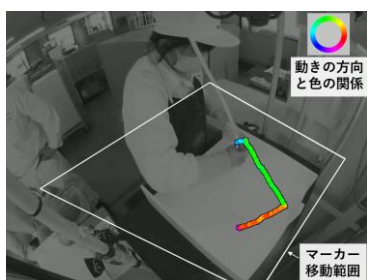 動きの方向
と色の関係
マーカー
移動範囲